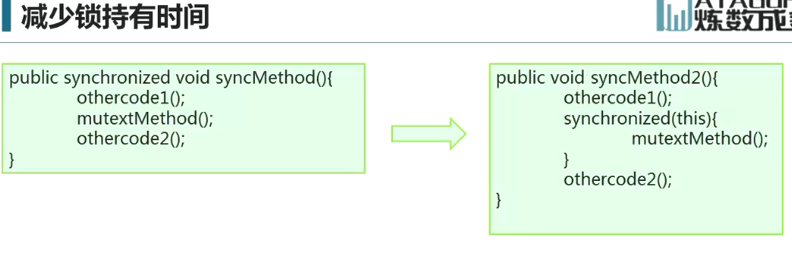 减少锁持有时间
炼数成金
public synchronized void syncMethod(){
othercode1();
mutextMethod();
othercode2();
}
public void syncMethod2(){
othercode1();
synchronized(this){
mutextMethod();
}
othercode2();
}